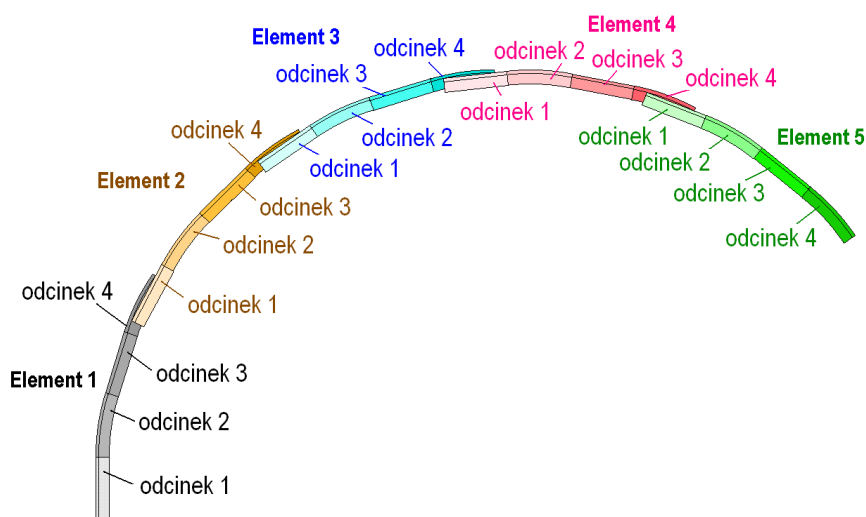 Element 1
odcinek 1
odcinek 2
odcinek 3
odcinek 4
Element 2
odcinek 1
odcinek 2
odcinek 3
odcinek 4
Element 3
odcinek 1
odcinek 2
odcinek 3
odcinek 4
Element 4
odcinek 1
odcinek 2
odcinek 3
odcinek 4
Element 5
odcinek 1
odcinek 2
odcinek 3
odcinek 4